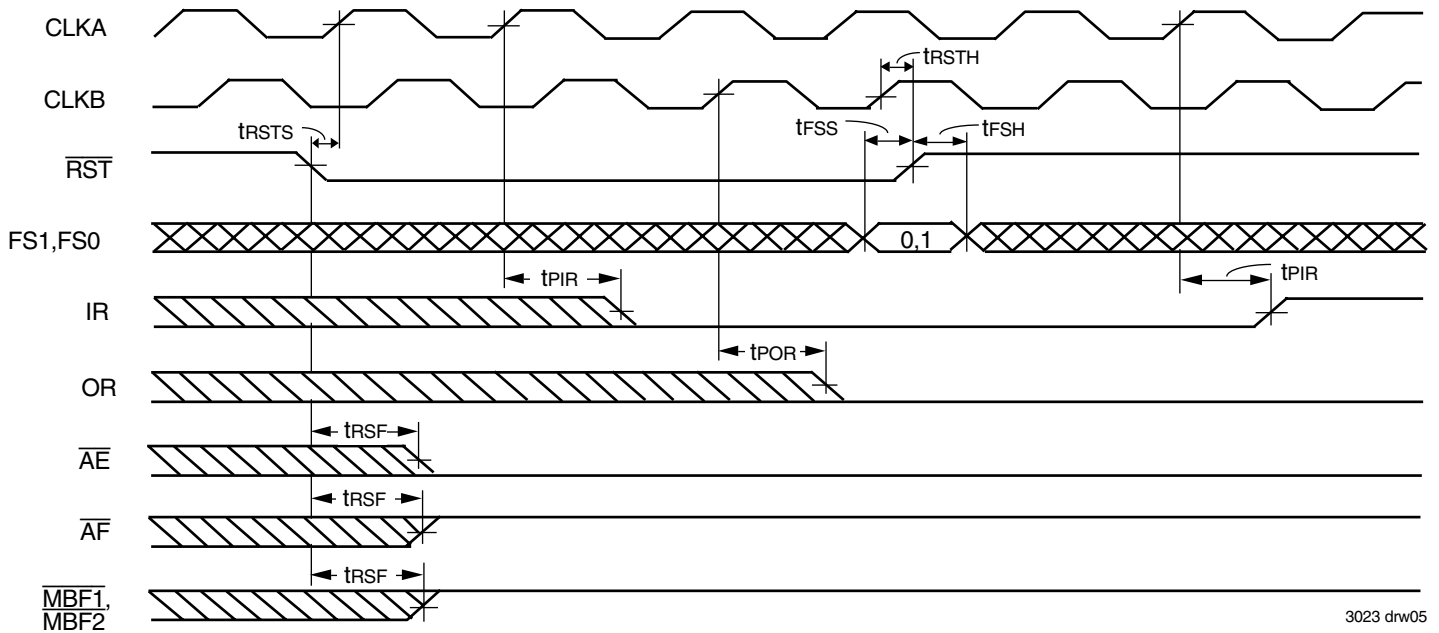 CLKA
tRSTH
CLKB
tRSTS
tFSS
tFSH
RST
FS1,FS0
0,1
tPIR
tPIR
IR
tPOR
OR
tRSF
AE
tRSF
AF
tRSF
MBF1,
MBF2
3023 drw05